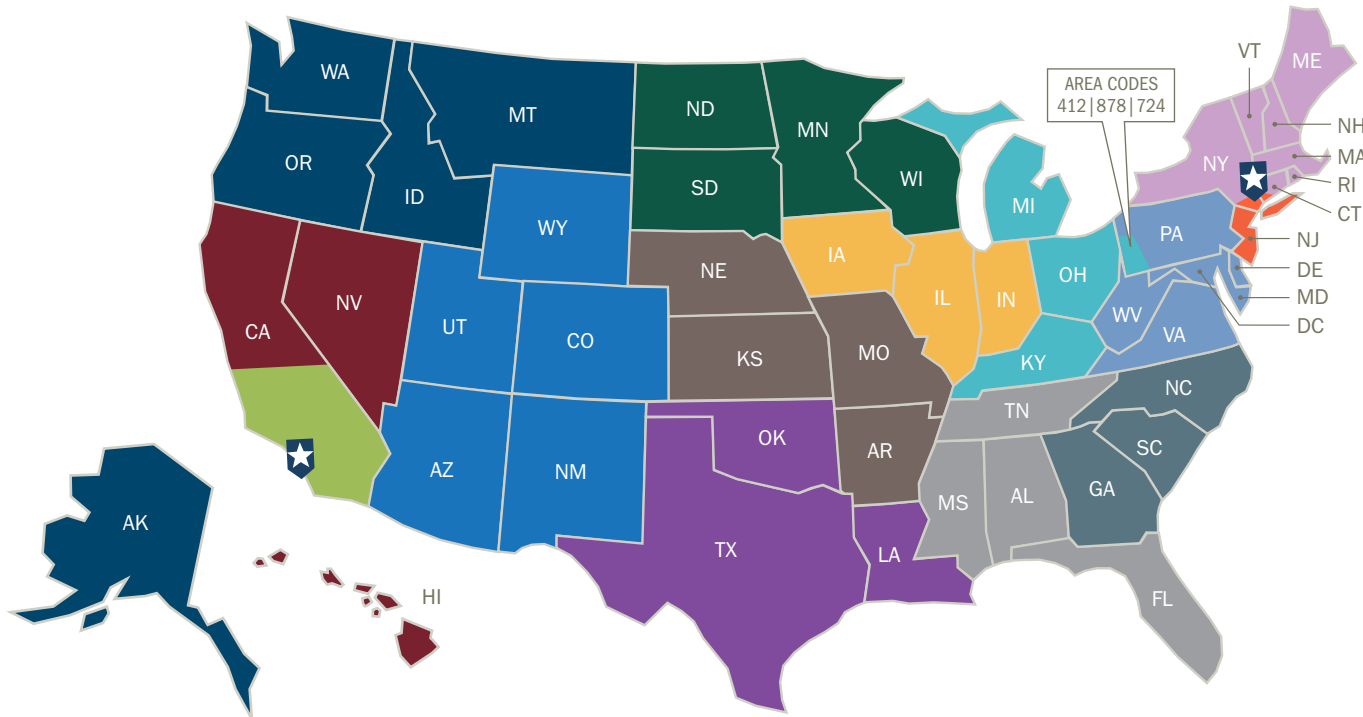 VT
ME
WA
AREA CODES
412|878|724
MT
ND
MN
NH
MA
OR
NY
RI
ID
SD
WI
MI
CT
WY
PA
NJ
NE
IA
OH
DE
CA
NV
UT
CO
IL
IN
WV
MD
DC
VA
KS
MO
KY
NC
TN
OK
AR
SC
AZ
NM
GA
MS
AL
AK
TX
LA
HI
FL